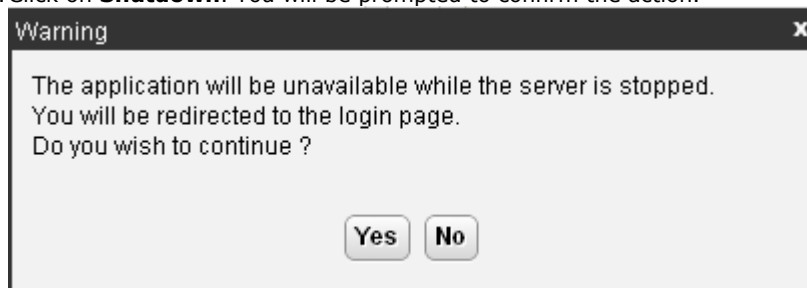 Click on Shutdown. You will be prompted to confirm the action.
Warning x
The application will be unavailable while the server is stopped.
You will be redirected to the login page.
Do you wish to continue ?
Yes No